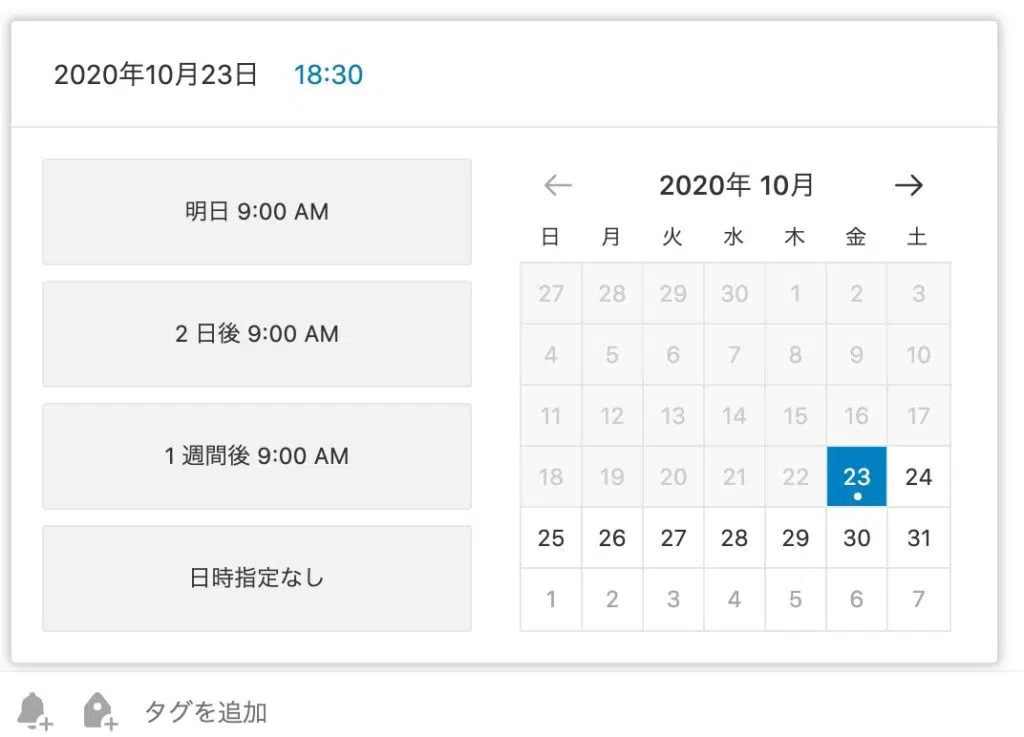 2020年10月23日 18:30
明日 9:00 AM
2 日後 9:00 AM
1 週間後 9:00 AM
日時指定なし
2020年 10月
日 月 火 水 木 金 土
27 28 29 30 1 2 3
4 5 6 7 8 9 10
11 12 13 14 15 16 17
18 19 20 21 22 23 24
25 26 27 28 29 30 31
1 2 3 4 5 6 7
タグを追加